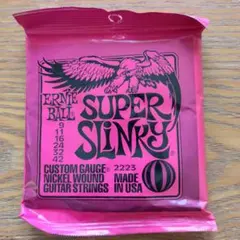 ERNIE BALL
9
11
16
24
32
42
SUPER SLINKY
CUSTOM GAUGE® 2223
NICKEL WOUND MADE
GUITAR STRINGS IN USA